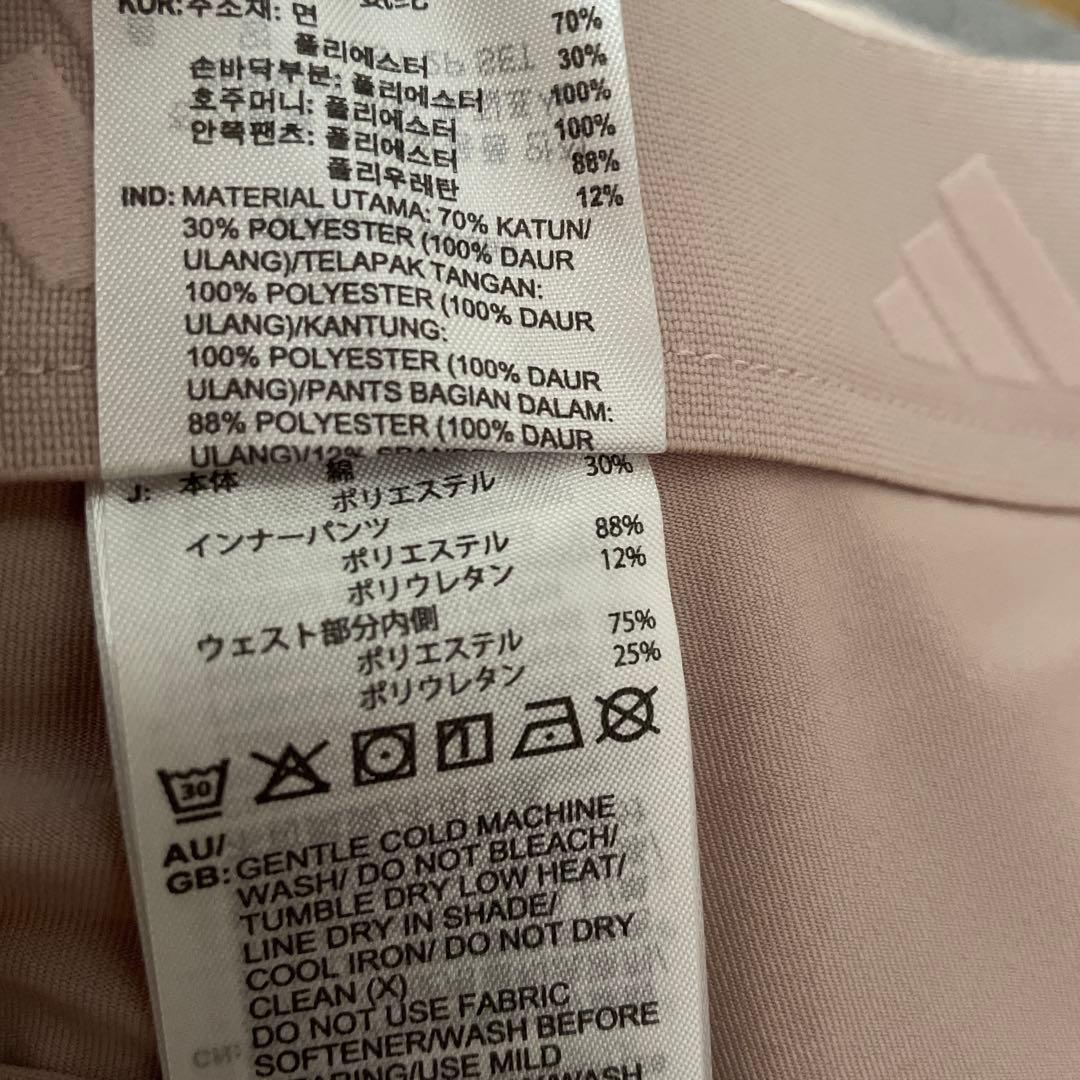 KOR: 주소재: 면 70%
폴리에스터 30%
손바닥부분: 폴리에스터 100%
호주머니: 폴리에스터 100%
안쪽팬츠: 폴리에스터 88%
폴리우레탄 12%
IND: MATERIAL UTAMA: 70% KATUN/
30% POLYESTER (100% DAUR
ULANG)/TELAPAK TANGAN:
100% POLYESTER (100% DAUR
ULANG)/KANTUNG:
100% POLYESTER (100% DAUR
ULANG)/PANTS BAGIAN DALAM:
88% POLYESTER (100% DAUR
ULANG)/12%
J: 本体 綿
ポリエステル 30%
インナーパンツ
ポリエステル 88%
ポリウレタン 12%
ウェスト部分内側
ポリエステル 75%
ポリウレタン 25%
30 1
AU/
GB: GENTLE COLD MACHINE
WASH/ DO NOT BLEACH/
TUMBLE DRY LOW HEAT/
LINE DRY IN SHADE/
COOL IRON/ DO NOT DRY
CLEAN (X)
DO NOT USE FABRIC
SOFTENER/WASH BEFORE
USE MILD